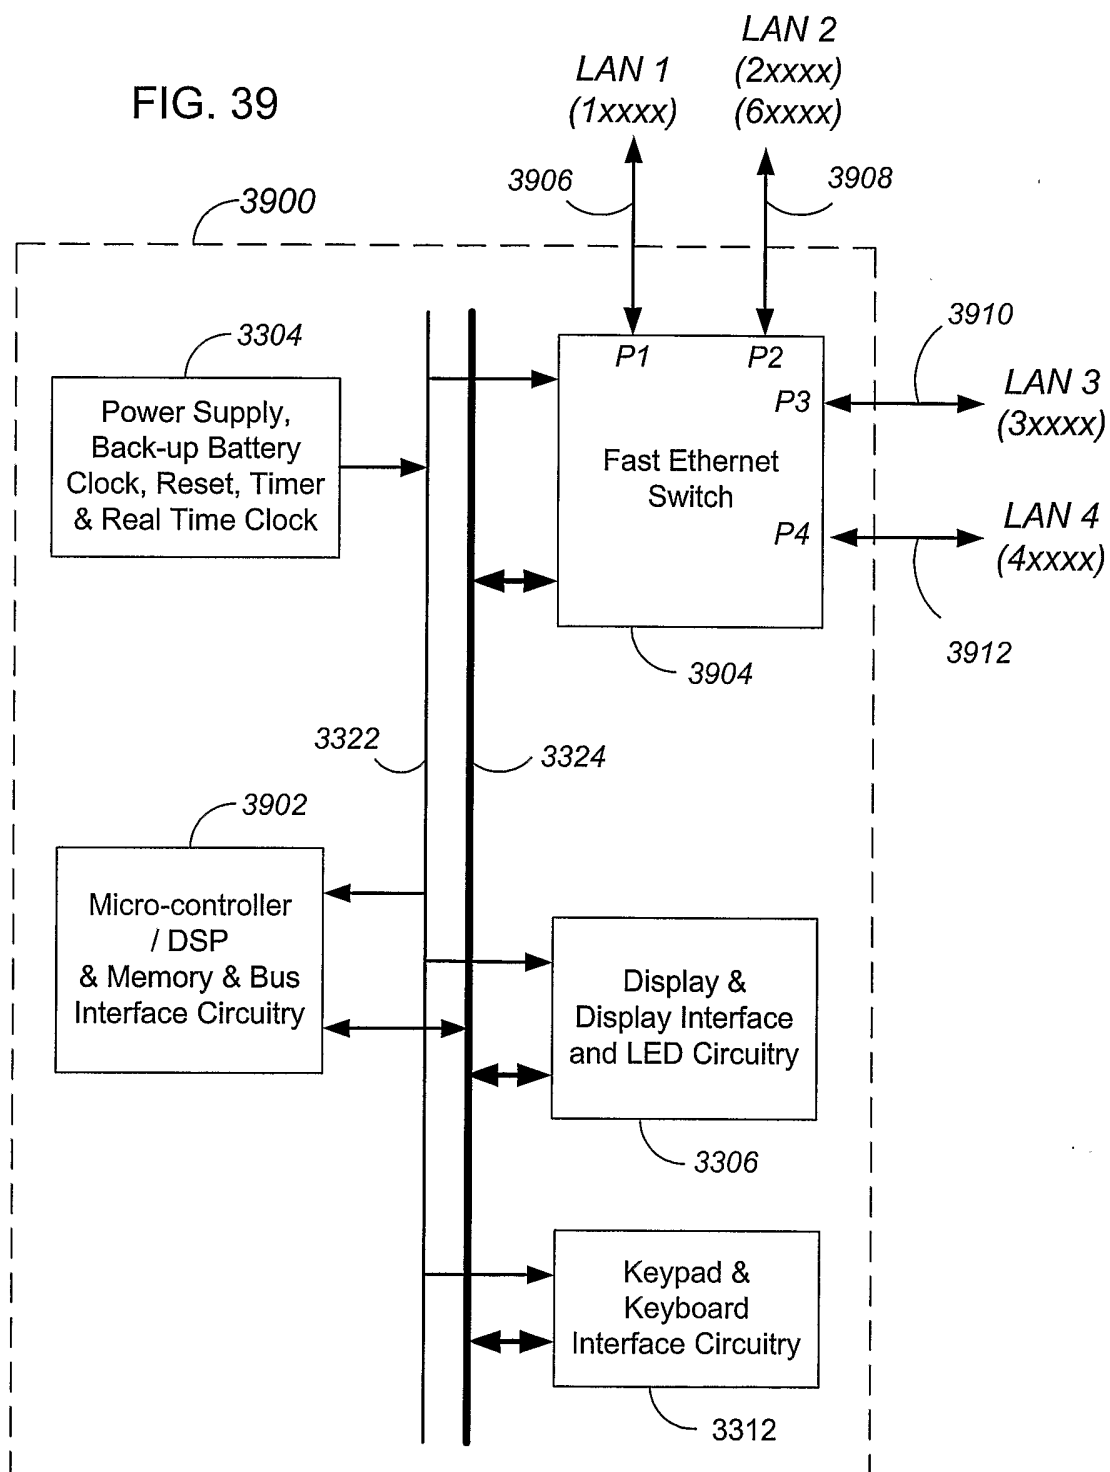 FIG. 39
LAN 1
(1xxxx)
LAN 2
(2xxxx)
(6xxxx)
3906
3908
3900
3304
Power Supply,
Back-up Battery
Clock, Reset, Timer
& Real Time Clock
P1
P2
P3
P4
Fast Ethernet
Switch
3910
LAN 3
(3xxxx)
LAN 4
(4xxxx)
3912
3904
3322
3324
3902
Micro-controller
/ DSP
& Memory & Bus
Interface Circuitry
Display &
Display Interface
and LED Circuitry
3306
Keypad &
Keyboard
Interface Circuitry
3312